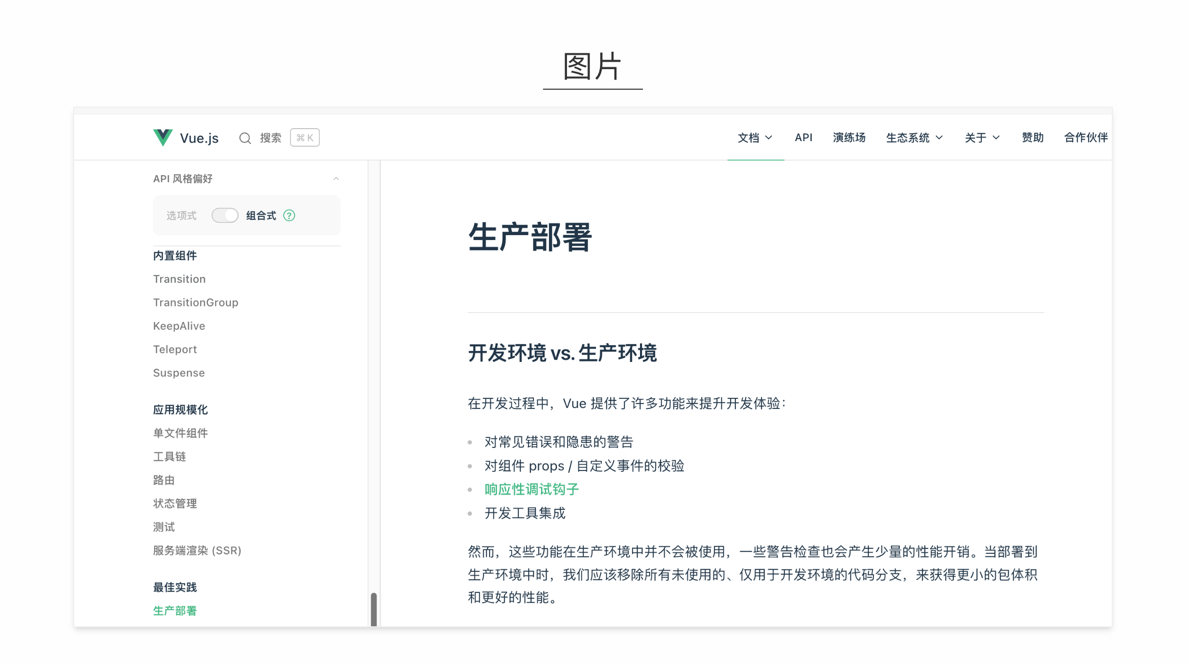 图片
Vue.js
搜索
⌘ K
文档
API
演练场
生态系统
关于
赞助
合作伙伴
API 风格偏好
选项式
组合式
?
内置组件
Transition
TransitionGroup
KeepAlive
Teleport
Suspense
应用规模化
单文件组件
工具链
路由
状态管理
测试
服务端渲染 (SSR)
最佳实践
生产部署
生产部署
开发环境 vs. 生产环境
在开发过程中，Vue 提供了许多功能来提升开发体验：
对常见错误和隐患的警告
对组件 props / 自定义事件的校验
响应性调试钩子
开发工具集成
然而，这些功能在生产环境中并不会被使用，一些警告检查也会产生少量的性能开销。当部署到
生产环境中时，我们应该移除所有未使用的、仅用于开发环境的代码分支，来获得更小的包体积
和更好的性能。